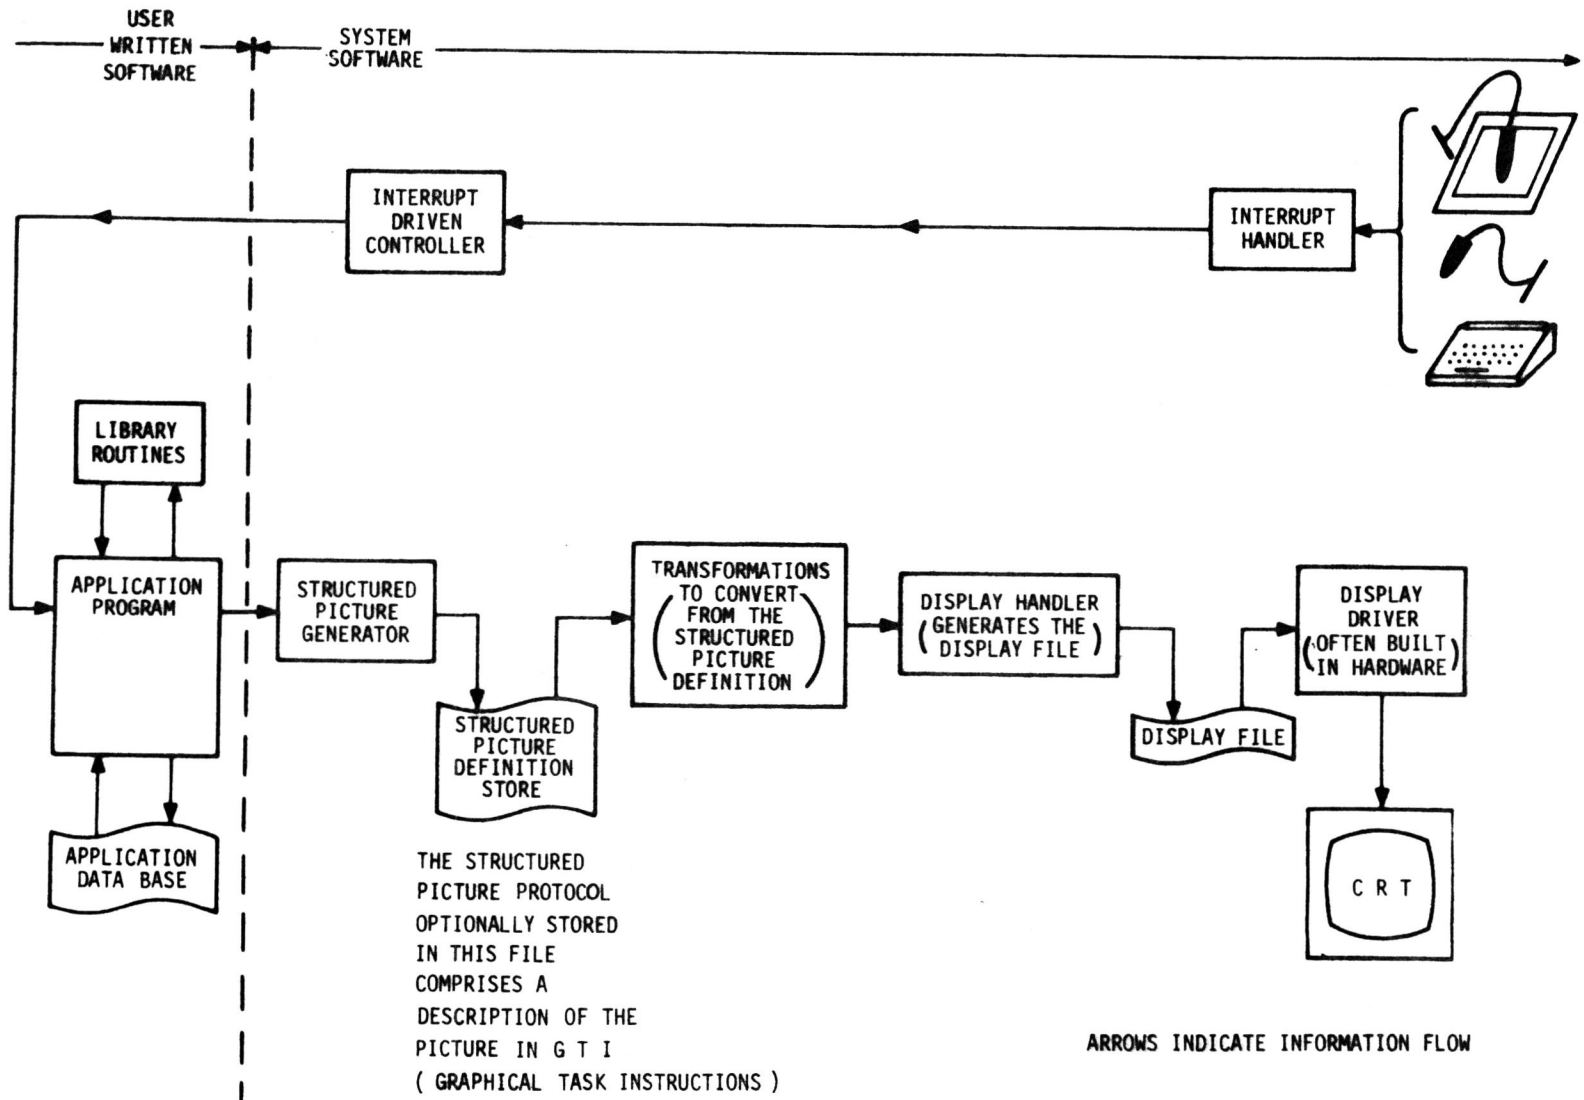 USER
WRITTEN
SOFTWARE
SYSTEM
SOFTWARE
INTERRUPT
DRIVEN
CONTROLLER
INTERRUPT
HANDLER
LIBRARY
ROUTINES
APPLICATION
PROGRAM
STRUCTURED
PICTURE
GENERATOR
TRANSFORMATIONS
TO CONVERT
FROM THE
STRUCTURED
PICTURE
DEFINITION
DISPLAY HANDLER
GENERATES THE
DISPLAY FILE
DISPLAY
DRIVER
(OFTEN BUILT
IN HARDWARE)
STRUCTURED
PICTURE
DEFINITION
STORE
DISPLAY FILE
APPLICATION
DATA BASE
C R T
THE STRUCTURED
PICTURE PROTOCOL
OPTIONALLY STORED
IN THIS FILE
COMPRISES A
DESCRIPTION OF THE
PICTURE IN G T I
( GRAPHICAL TASK INSTRUCTIONS )
ARROWS INDICATE INFORMATION FLOW